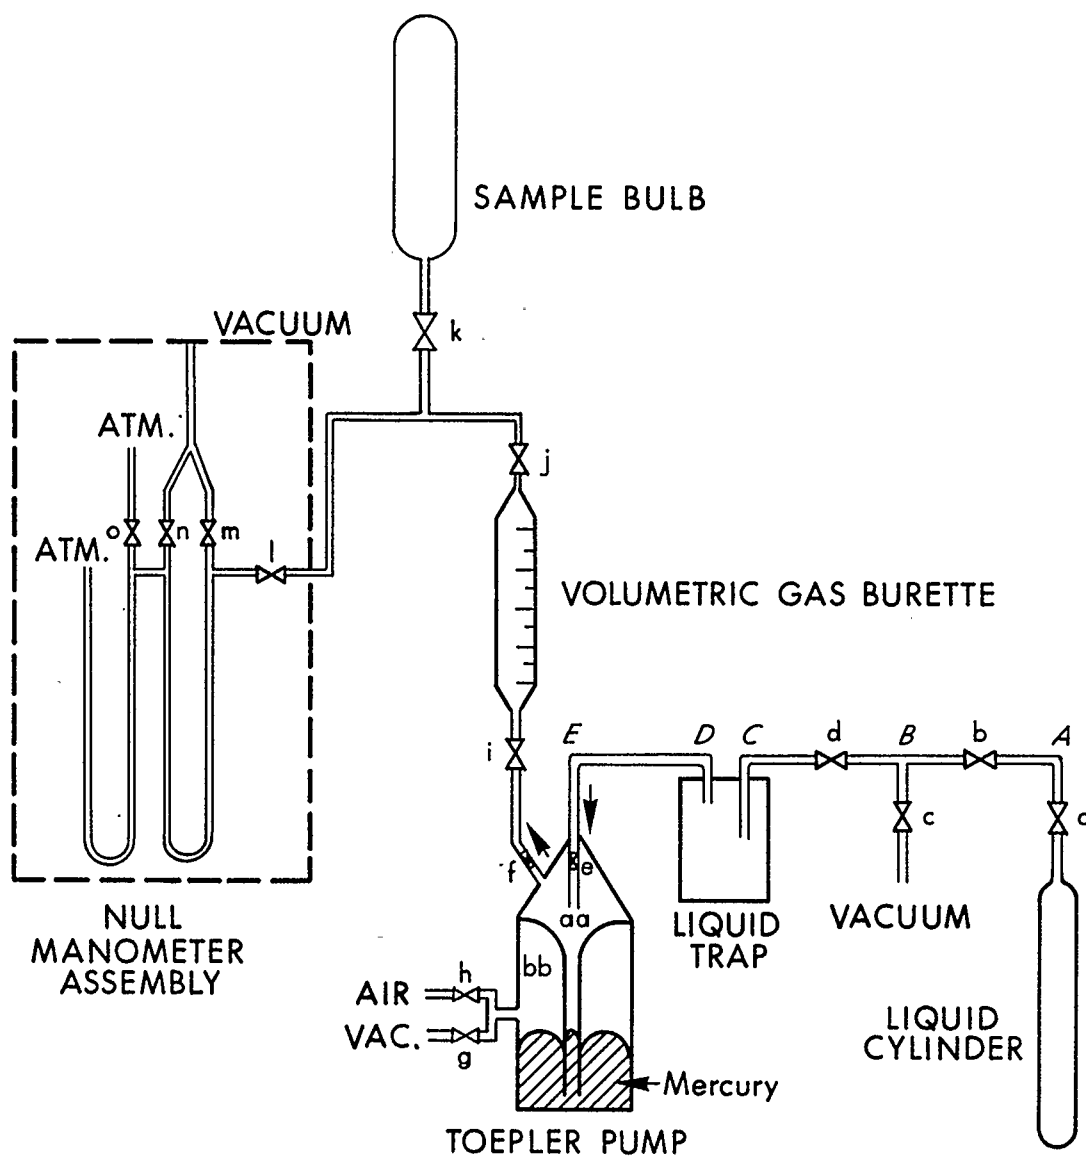 SAMPLE BULB
k
VACUUM
ATM.
j
o
n
m
ATM.
l
VOLUMETRIC GAS BURETTE
E
D
C
d
B
b
A
i
c
a
f
e
aa
LIQUID
TRAP
VACUUM
NULL
MANOMETER
ASSEMBLY
bb
h
AIR
VAC.
g
LIQUID
CYLINDER
Mercury
TOEPLER PUMP